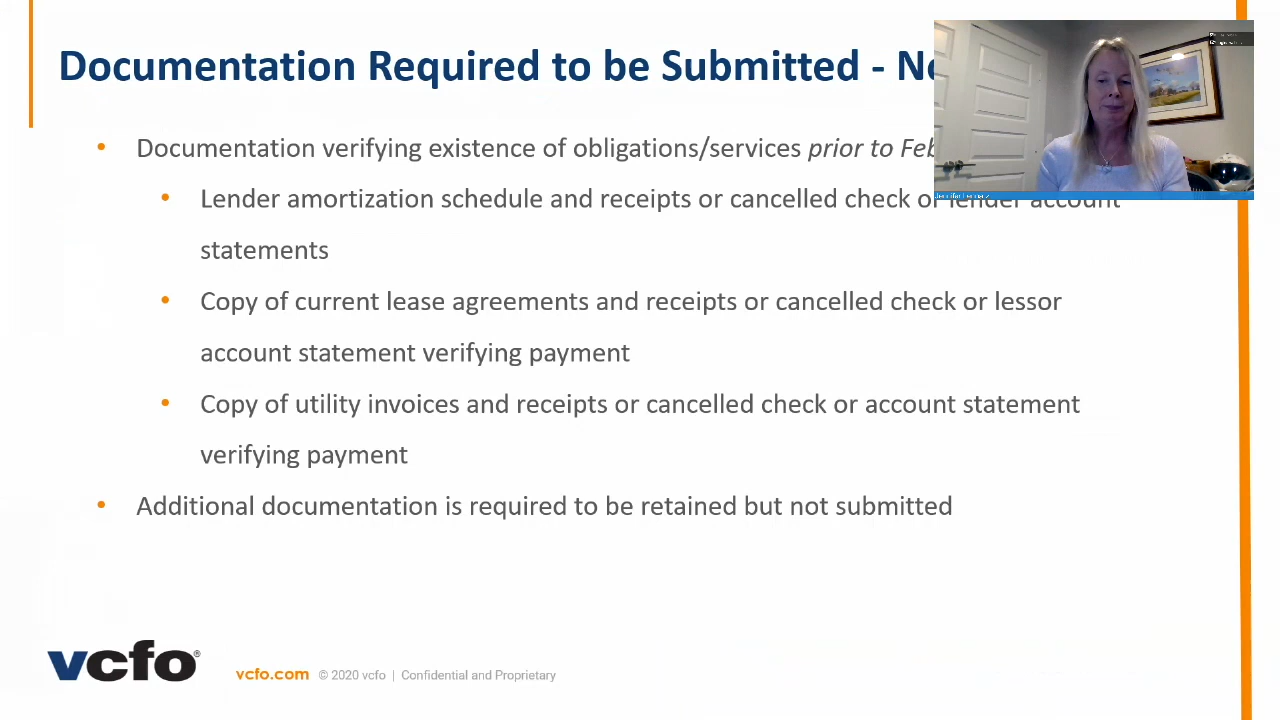 Documentation Required to be Submitted -
Documentation verifying existence of obligations/services prior to
Lender amortization schedule and receipts or cancelled check or lender account
statements
Copy of current lease agreements and receipts or cancelled check or lessor
account statement verifying payment
Copy of utility invoices and receipts or cancelled check or account statement
verifying payment
Additional documentation is required to be retained but not submitted
vcfo®
vcfo.com © 2020 vcfo | Confidential and Proprietary